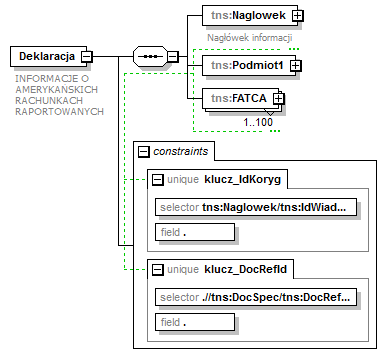 tns:Naglowek
Nagłówek informacji
Deklaracja
tns:Podmiot1
INFORMACJE O
AMERYKAŃSKICH
RACHUNKACH
RAPORTOWANYCH
tns:FATCA
1..100
constraints
unique klucz_IdKoryg
selector tns:Naglowek/tns:IdWiad...
field .
unique klucz_DocRefId
selector .//tns:DocSpec/tns:DocRef...
field .